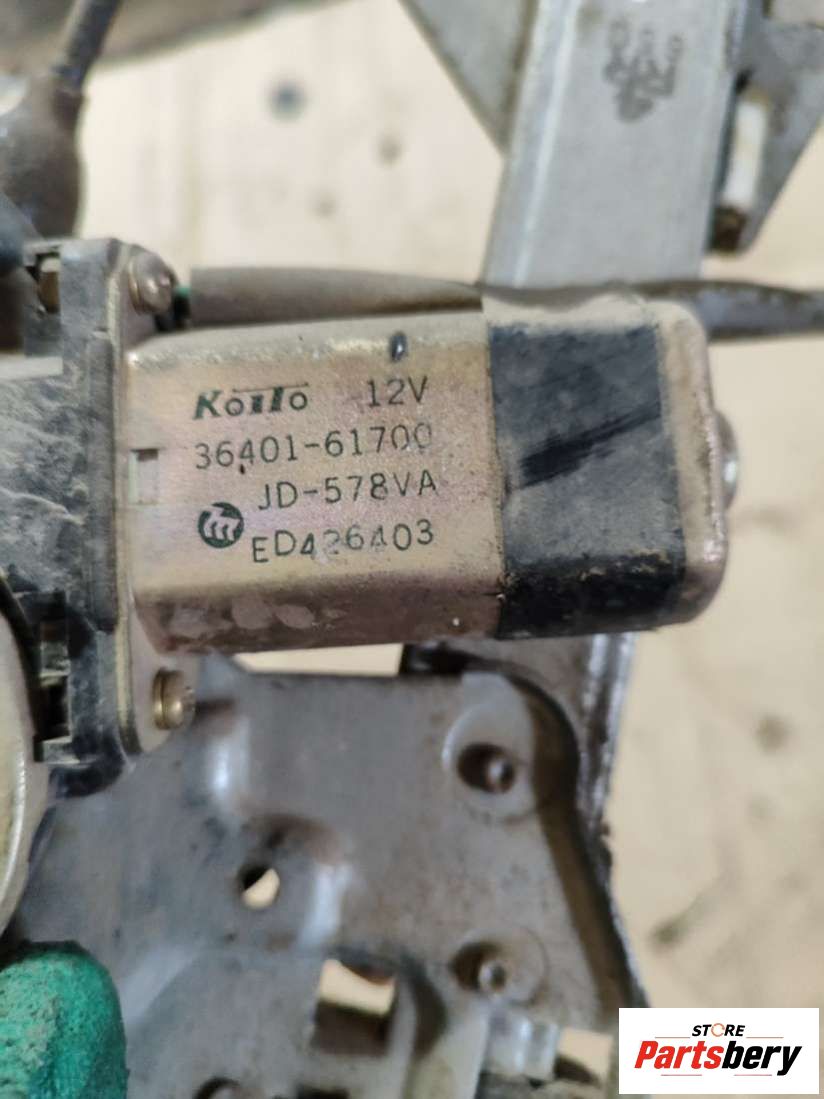 Koito 12V
36401-61700
JD-578VA
ED426403
STORE
Partsbery